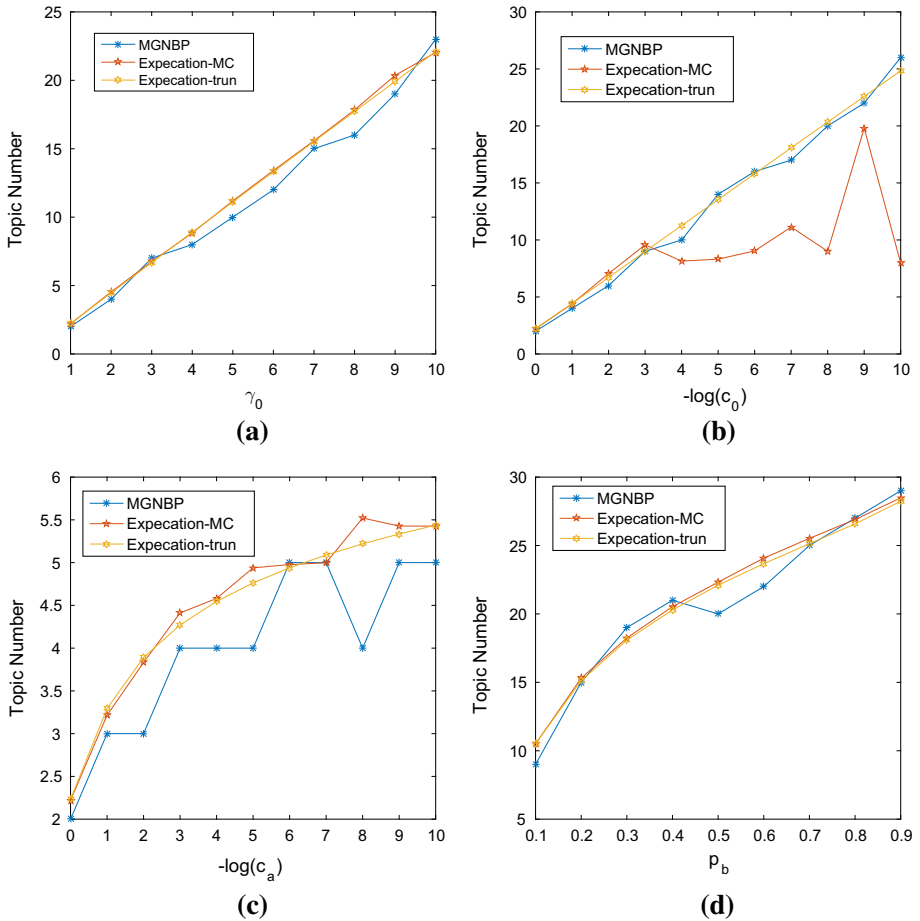 25
20
15
10
5
0
Topic Number
MGNBP
Expecation-MC
Expecation-trun
1 2 3 4 5 6 7 8 9 10
γ0
(a)
30
25
20
15
10
5
0
Topic Number
MGNBP
Expecation-MC
Expecation-trun
0 1 2 3 4 5 6 7 8 9 10
-log(c0)
(b)
6
5.5
5
4.5
4
3.5
3
2.5
2
Topic Number
MGNBP
Expecation-MC
Expecation-trun
0 1 2 3 4 5 6 7 8 9 10
-log(ca)
(c)
30
25
20
15
10
5
Topic Number
MGNBP
Expecation-MC
Expecation-trun
0.1 0.2 0.3 0.4 0.5 0.6 0.7 0.8 0.9
pb
(d)